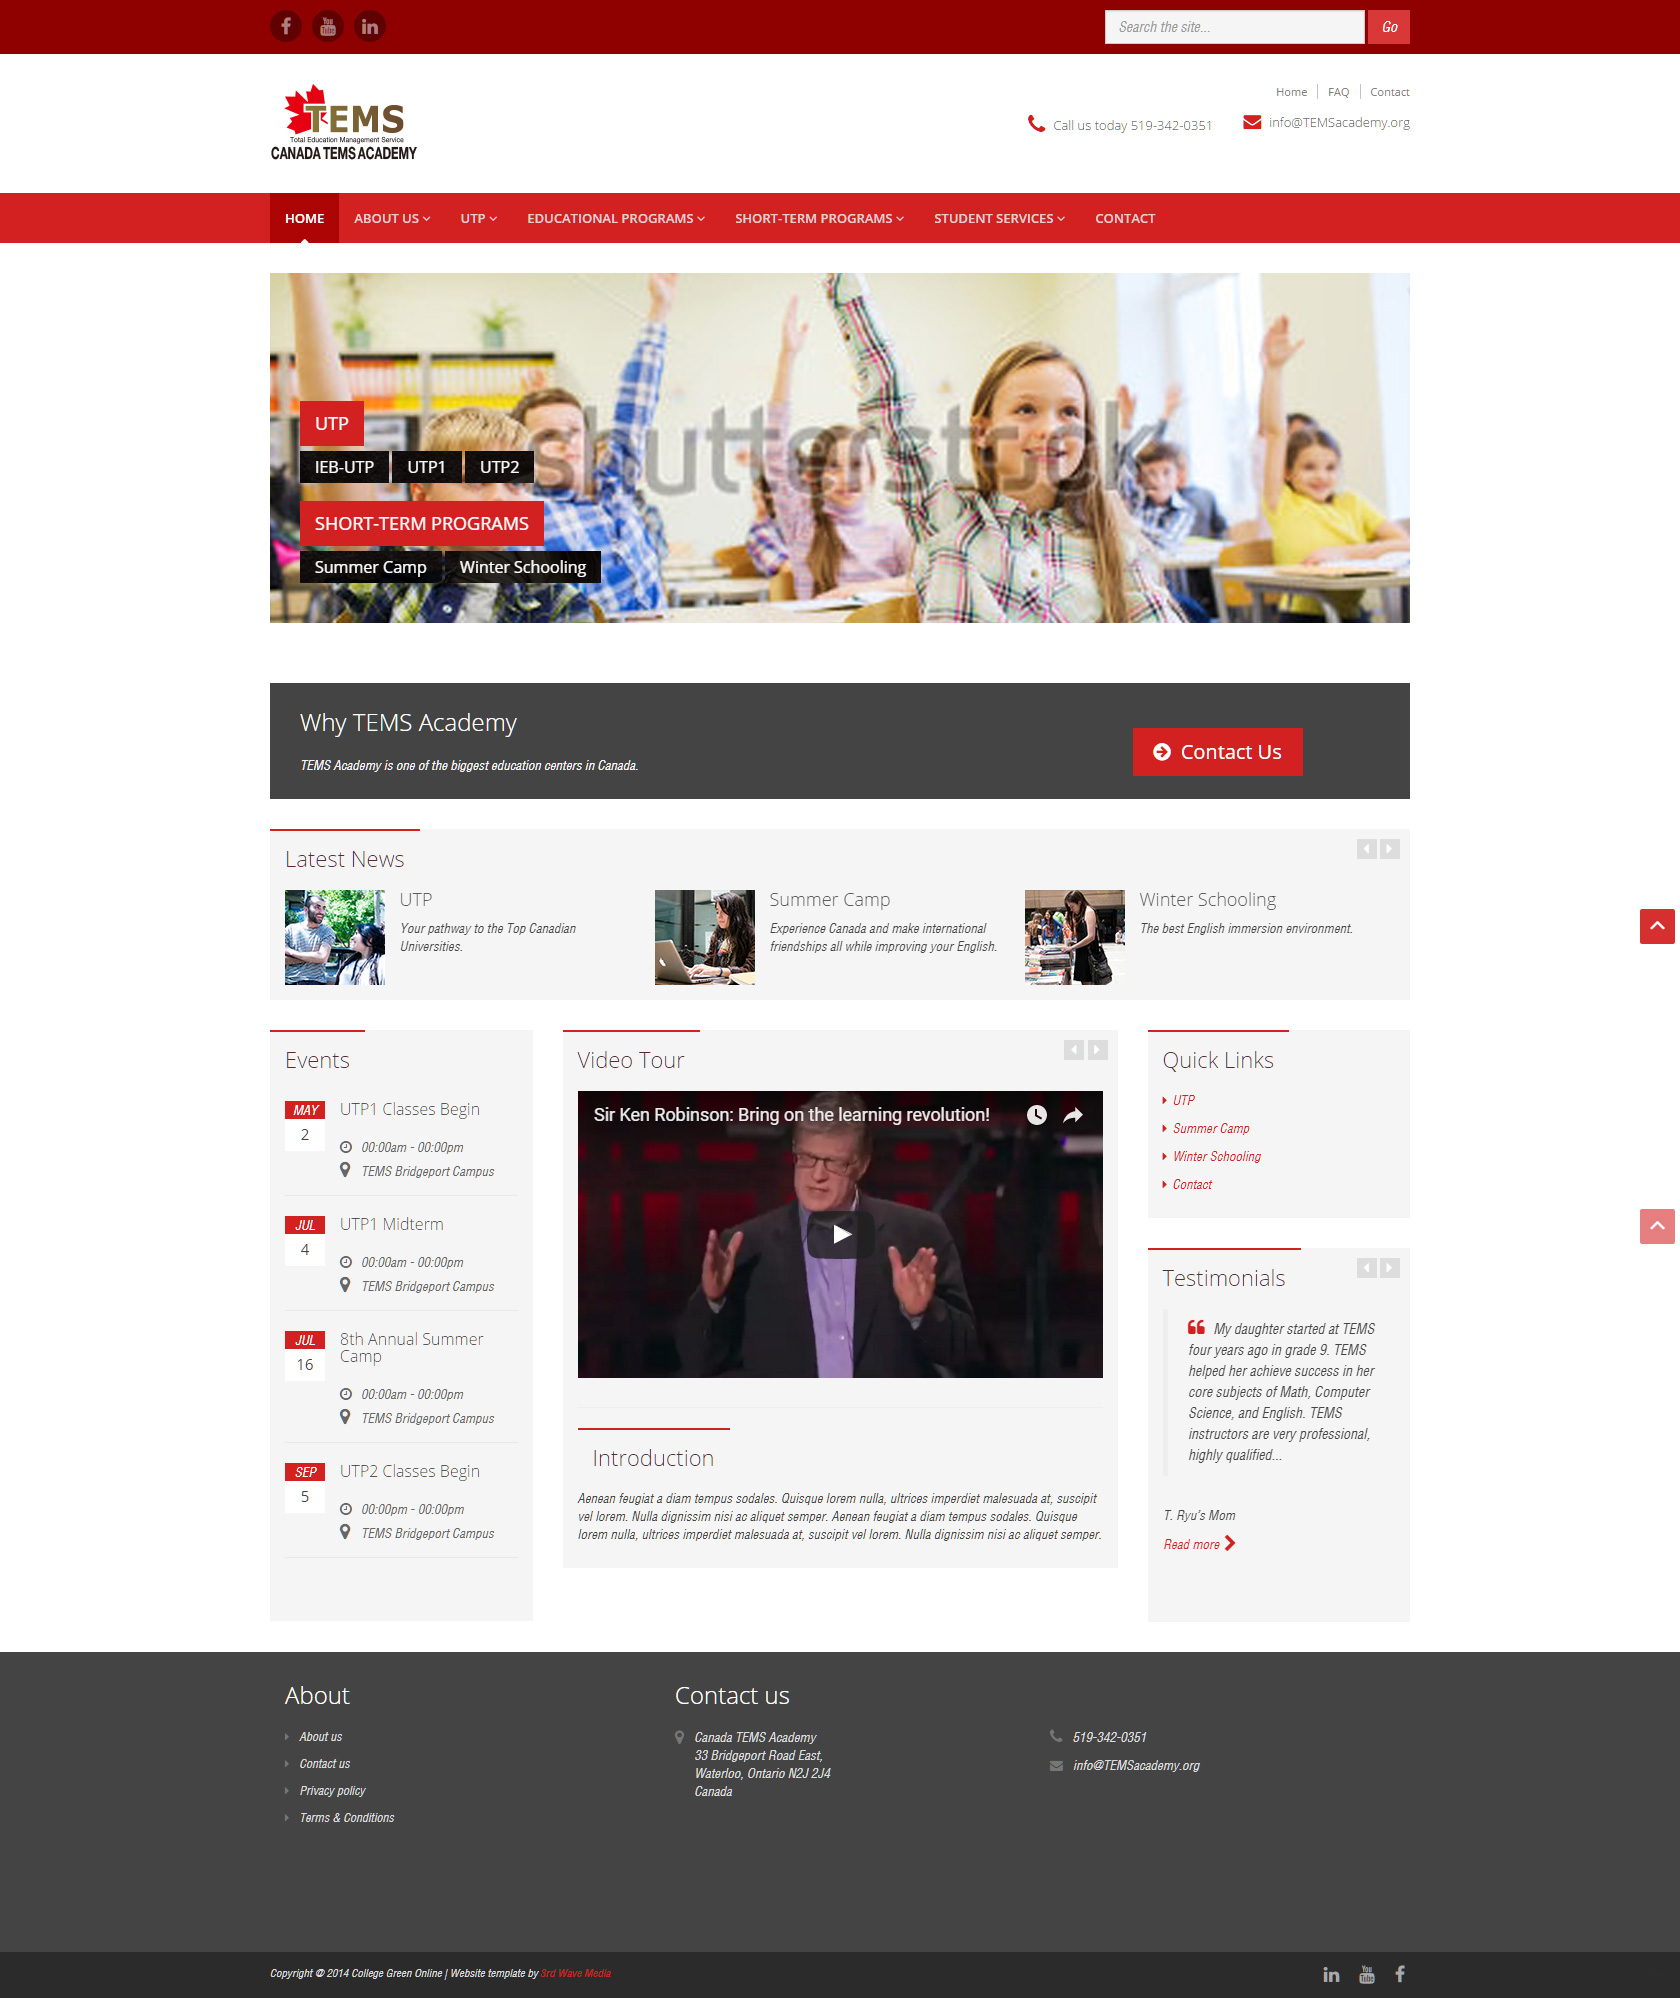 Search the site...
Go
TEMS
Total Education Management Service
CANADA TEMS ACADEMY
Home
FAQ
Contact
Call us today 519-342-0351
info@TEMSacademy.org
HOME
ABOUT US
UTP
EDUCATIONAL PROGRAMS
SHORT-TERM PROGRAMS
STUDENT SERVICES
CONTACT
shutterstock
UTP
IEB-UTP
UTP1
UTP2
SHORT-TERM PROGRAMS
Summer Camp
Winter Schooling
Why TEMS Academy
TEMS Academy is one of the biggest education centers in Canada.
Contact Us
Latest News
UTP
Your pathway to the Top Canadian
Universities.
Summer Camp
Experience Canada and make international
friendships all while improving your English.
Winter Schooling
The best English immersion environment.
Events
MAY
2
UTP1 Classes Begin
00:00am - 00:00pm
TEMS Bridgeport Campus
JUL
4
UTP1 Midterm
00:00am - 00:00pm
TEMS Bridgeport Campus
JUL
16
8th Annual Summer
Camp
00:00am - 00:00pm
TEMS Bridgeport Campus
SEP
5
UTP2 Classes Begin
00:00pm - 00:00pm
TEMS Bridgeport Campus
Video Tour
Sir Ken Robinson: Bring on the learning revolution!
Introduction
Aenean feugiat a diam tempus sodales. Quisque lorem nulla, ultrices imperdiet malesuada at, suscipit
vel lorem. Nulla dignissim nisi ac aliquet semper. Aenean feugiat a diam tempus sodales. Quisque
lorem nulla, ultrices imperdiet malesuada at, suscipit vel lorem. Nulla dignissim nisi ac aliquet semper.
Quick Links
UTP
Summer Camp
Winter Schooling
Contact
Testimonials
My daughter started at TEMS
four years ago in grade 9. TEMS
helped her achieve success in her
core subjects of Math, Computer
Science, and English. TEMS
instructors are very professional,
highly qualified...
T. Ryu's Mom
Read more
About
About us
Contact us
Privacy policy
Terms & Conditions
Contact us
Canada TEMS Academy
33 Bridgeport Road East,
Waterloo, Ontario N2J 2J4
Canada
519-342-0351
info@TEMSacademy.org
Copyright @ 2014 College Green Online | Website template by 3rd Wave Media